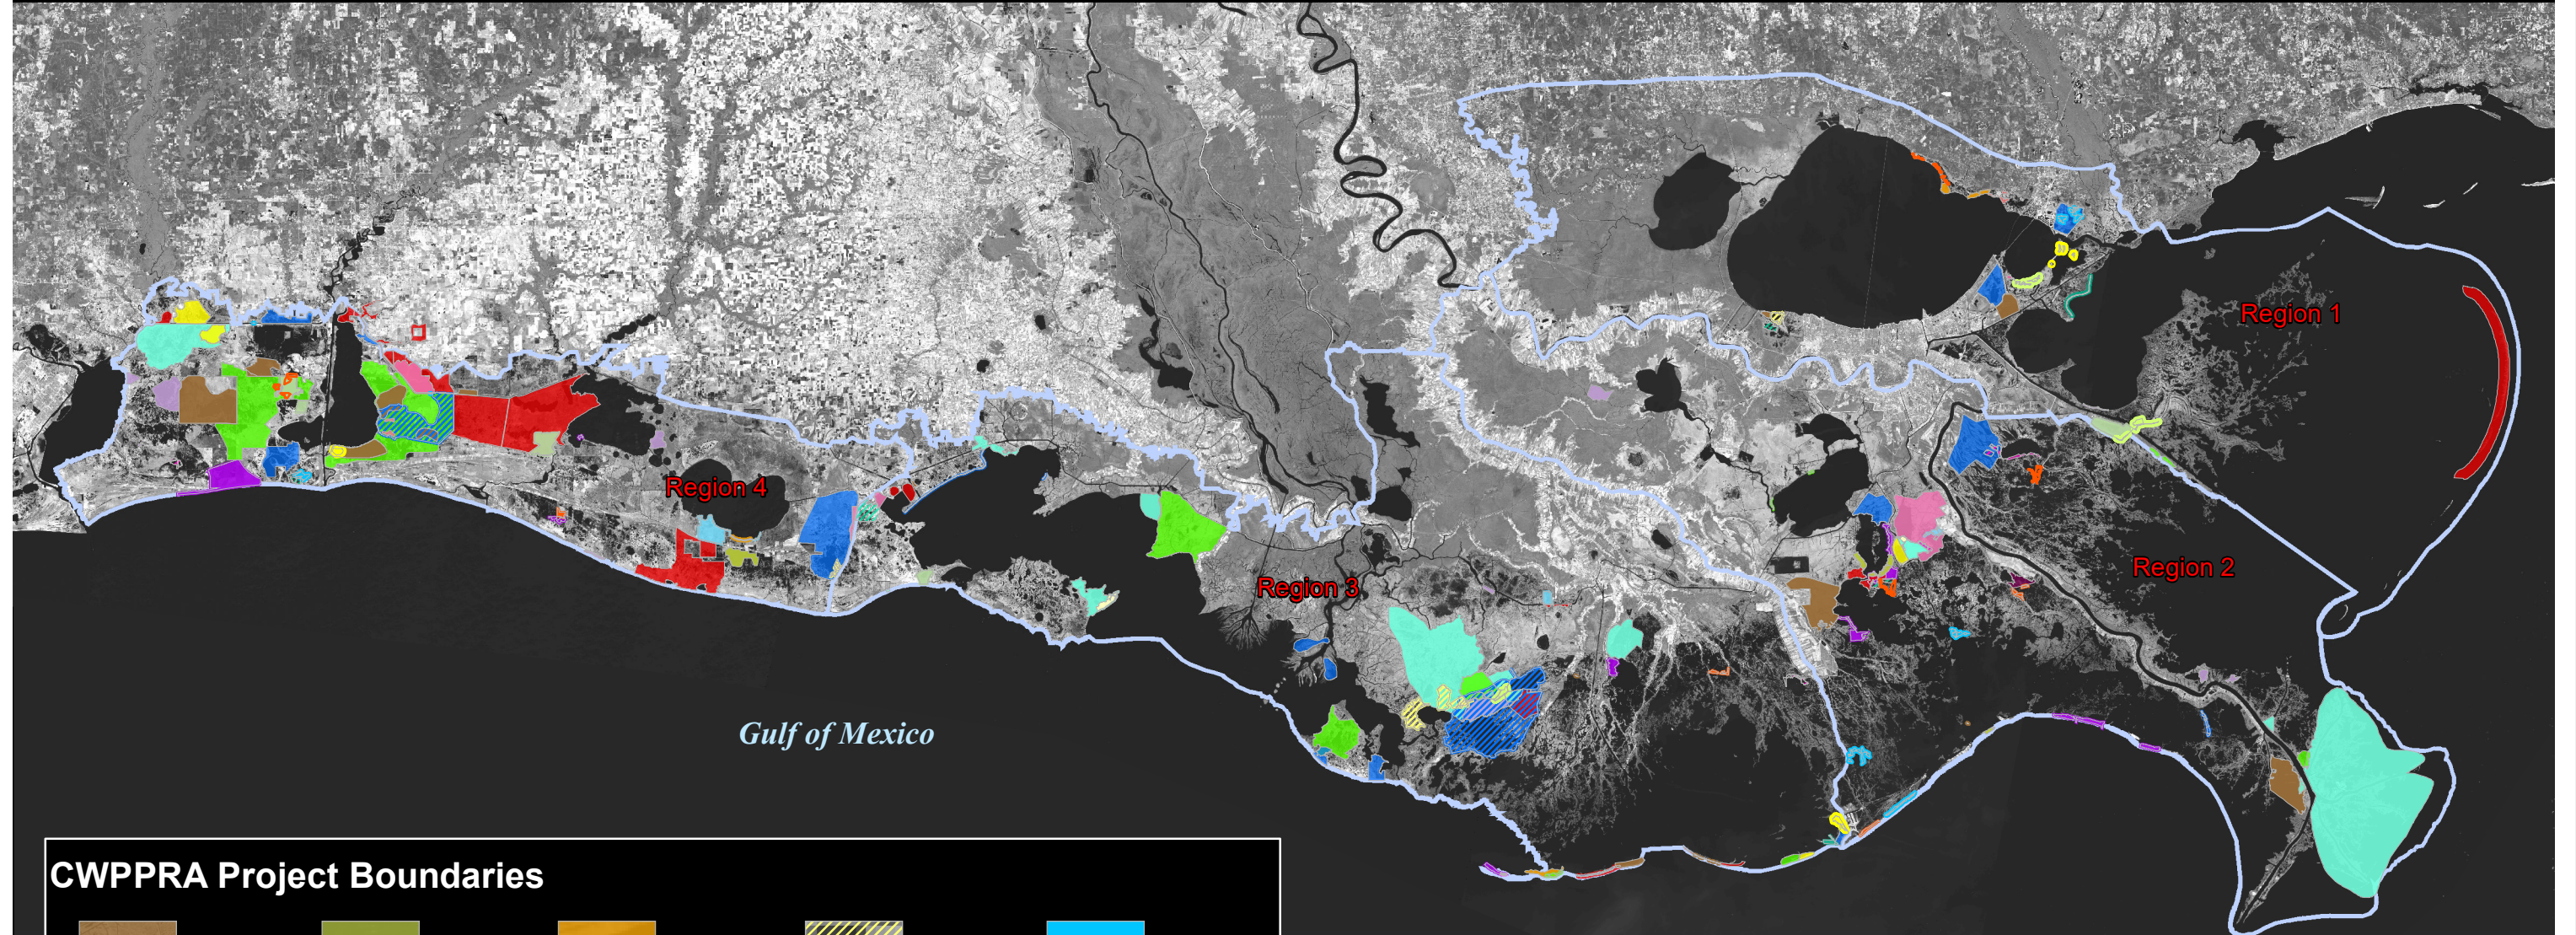 Region 1
Region 4
Region 2
Region 3
Gulf of Mexico
CWPPRA Project Boundaries